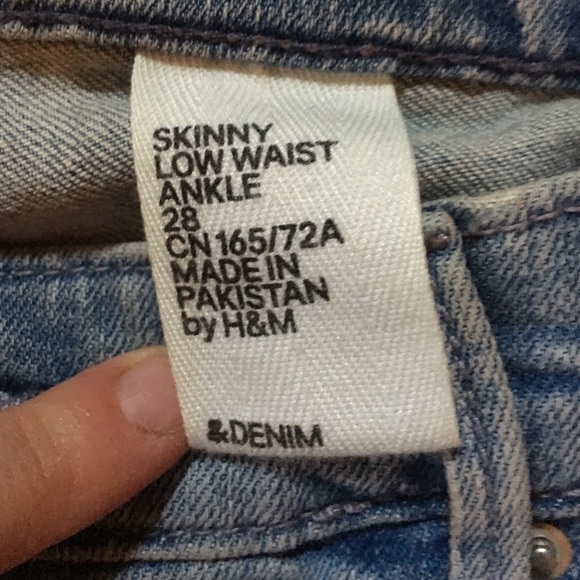 SKINNY
LOW WAIST
ANKLE
28
CN 165/72A
MADE IN
PAKISTAN
by H&M
&DENIM